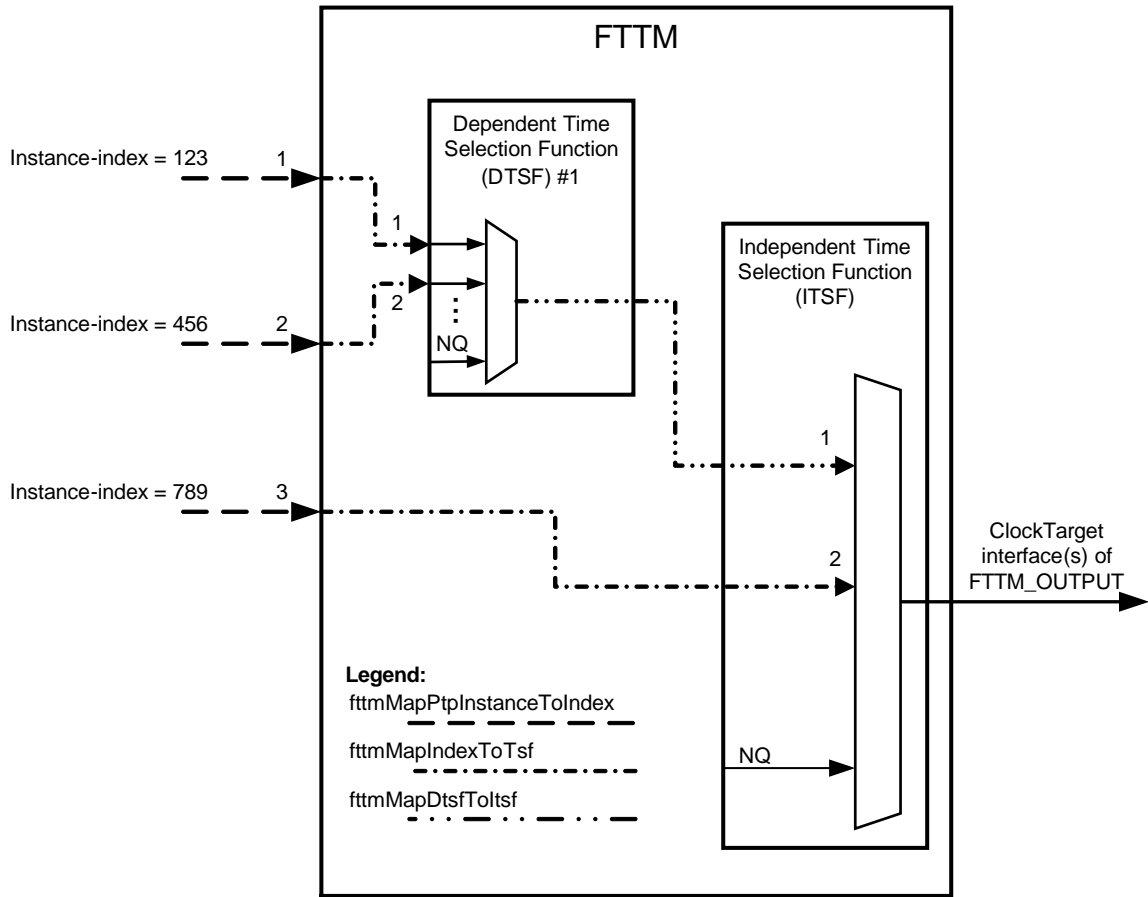 FTTM
Dependent Time
Selection Function
(DTSF) #1
Instance-index = 123
1
1
2
NQ
Instance-index = 456
2
Independent Time
Selection Function
(ITSF)
1
Instance-index = 789
3
2
NQ
ClockTarget
interface(s) of
FTTM_OUTPUT
Legend:
fttmMapPtpInstanceToIndex
fttmMapIndexToTsf
fttmMapDtsfToItsf